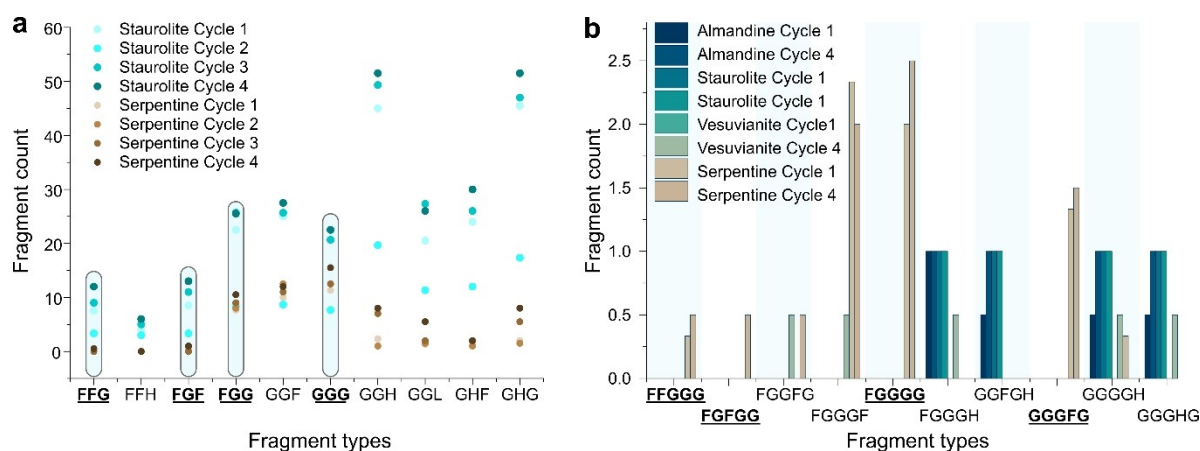 a
60
50
40
30
20
10
0
Fragment count
Staurolite Cycle 1
Staurolite Cycle 2
Staurolite Cycle 3
Staurolite Cycle 4
Serpentine Cycle 1
Serpentine Cycle 2
Serpentine Cycle 3
Serpentine Cycle 4
FFG FFH FGF FGG GGF GGG GGH GGL GHF GHG
Fragment types
b
2.5
2.0
1.5
1.0
0.5
0.0
Fragment count
Almandine Cycle 1
Almandine Cycle 4
Staurolite Cycle 1
Staurolite Cycle 1
Vesuvianite Cycle1
Vesuvianite Cycle 4
Serpentine Cycle 1
Serpentine Cycle 4
FFGGG FGGFG FGGGG GGFGH GGGGH
FGFGG FGGGF FGGGH GGGFG GGGHG
Fragment types